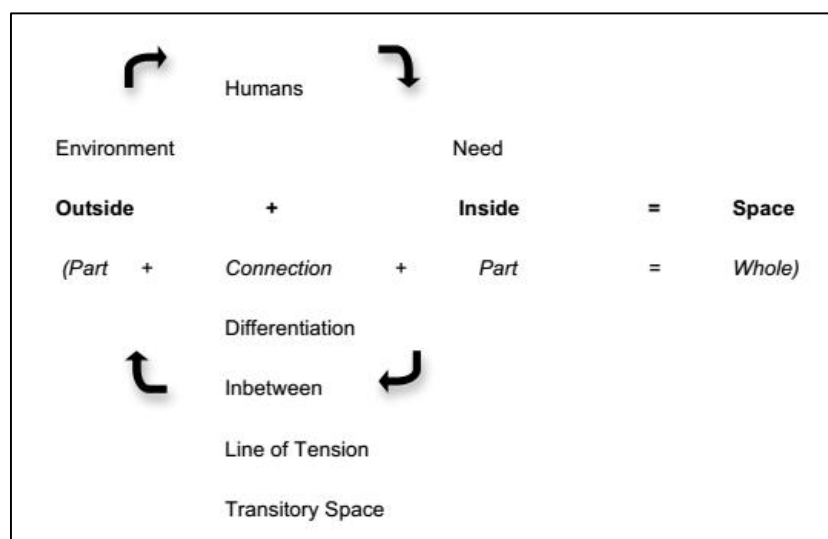 Humans
Environment Need
Outside + Inside = Space
(Part + Connection + Part = Whole)
Differentiation
Inbetween
Line of Tension
Transitory Space